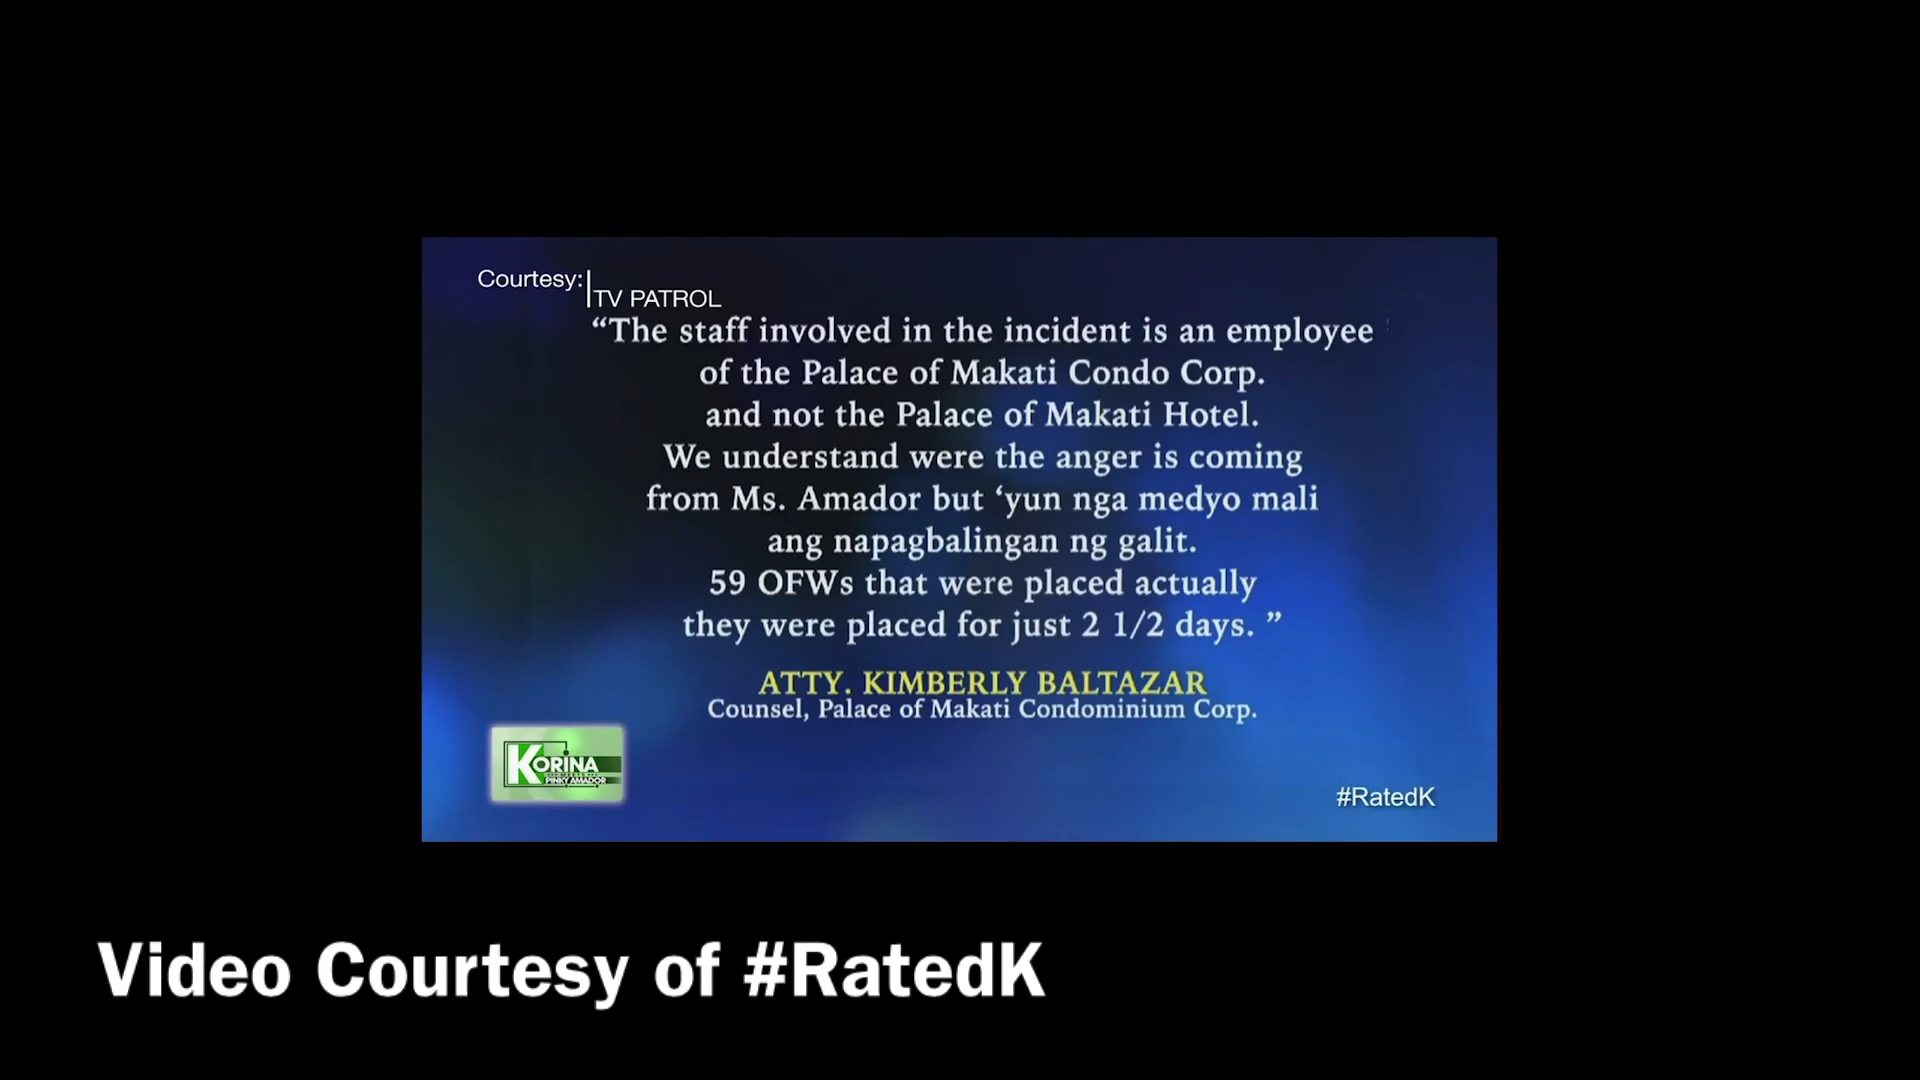 Courtesy:
TV PATROL
“The staff involved in the incident is an employee
of the Palace of Makati Condo Corp.
and not the Palace of Makati Hotel.
We understand were the anger is coming
from Ms. Amador but ‘yun nga medyo mali
ang napagbalingan ng galit.
59 OFWs that were placed actually
they were placed for just 2 1/2 days. ”
ATTY. KIMBERLY BALTAZAR
Counsel, Palace of Makati Condominium Corp.
KORINA
PINKY AMADOR
#RatedK
Video Courtesy of #RatedK